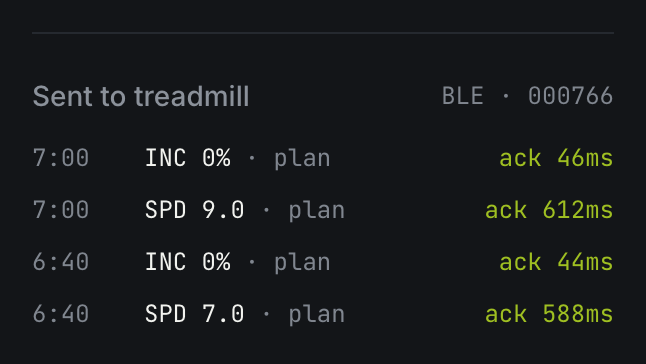 Sent to treadmill BLE · 000766
7:00 INC 0% · plan ack 46ms
7:00 SPD 9.0 · plan ack 612ms
6:40 INC 0% · plan ack 44ms
6:40 SPD 7.0 · plan ack 588ms